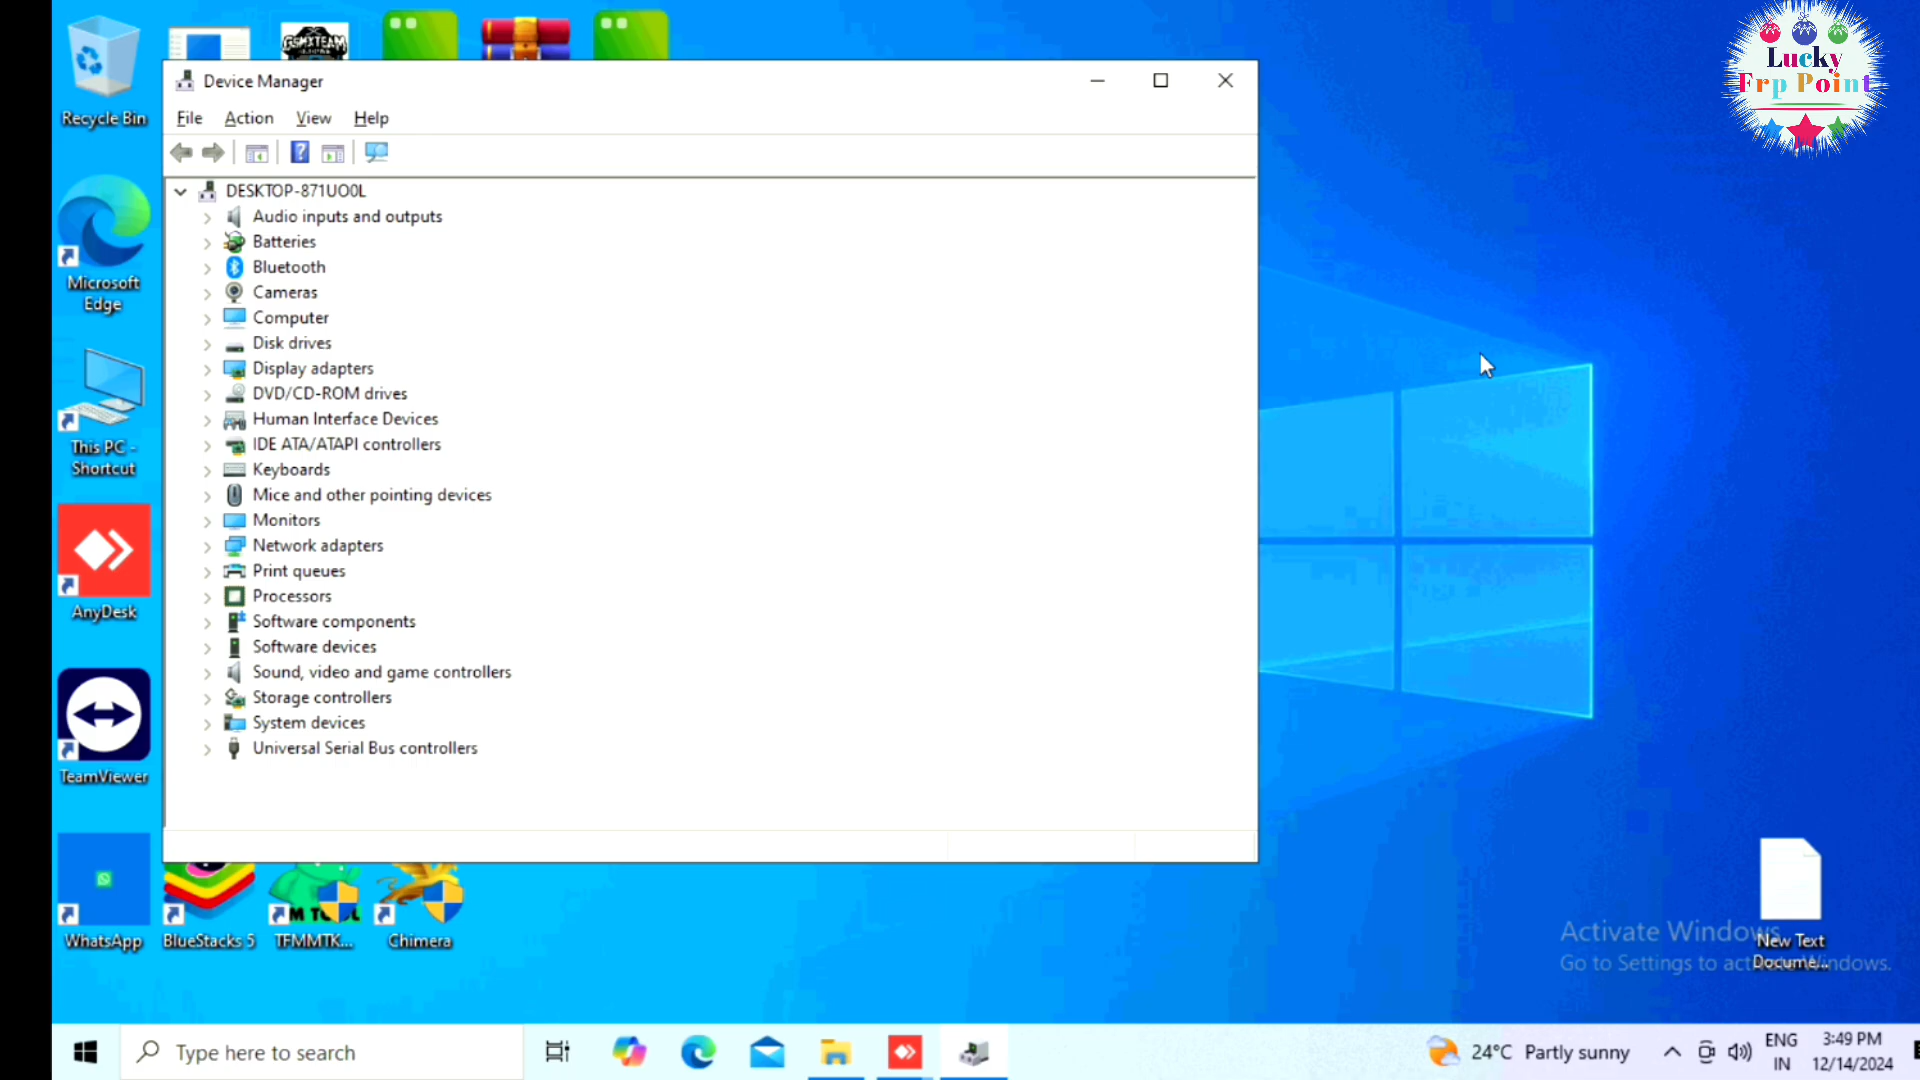 GSMXTEAM
Lucky
Frp Point
Device Manager
File Action View Help
DESKTOP-871UO0L
Audio inputs and outputs
Batteries
Bluetooth
Cameras
Computer
Disk drives
Display adapters
DVD/CD-ROM drives
Human Interface Devices
IDE ATA/ATAPI controllers
Keyboards
Mice and other pointing devices
Monitors
Network adapters
Print queues
Processors
Software components
Software devices
Sound, video and game controllers
Storage controllers
System devices
Universal Serial Bus controllers
Recycle Bin
Microsoft
Edge
This PC -
Shortcut
AnyDesk
TeamViewer
WhatsApp
BlueStacks 5
TFMMTK...
Chimera
Activate Windows
Go to Settings to activate Windows.
New Text
Docume...
Type here to search
24°C Partly sunny
ENG
IN
3:49 PM
12/14/2024